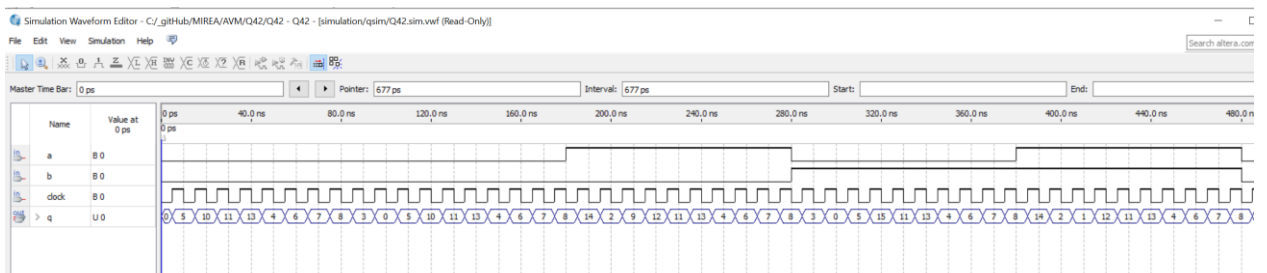 Simulation Waveform Editor - C:/_gitHub/MIREA/AVM/Q42/Q42 - Q42 - [simulation/qsim/Q42.sim.vwf (Read-Only)]
File Edit View Simulation Help
Search altera.com
Master Time Bar: 0 ps Pointer: 677 ps Interval: 677 ps Start: End:
Name Value at 0 ps
0 ps 40.0 ns 80.0 ns 120.0 ns 160.0 ns 200.0 ns 240.0 ns 280.0 ns 320.0 ns 360.0 ns 400.0 ns 440.0 ns 480.0 n
0 ps
a B 0
b B 0
clock B 0
q U 0 0 5 10 11 13 4 6 7 8 3 0 5 10 11 13 4 6 7 8 14 2 9 12 11 13 4 6 7 8 3 0 5 15 11 13 4 6 7 8 14 2 1 12 11 13 4 6 7 8